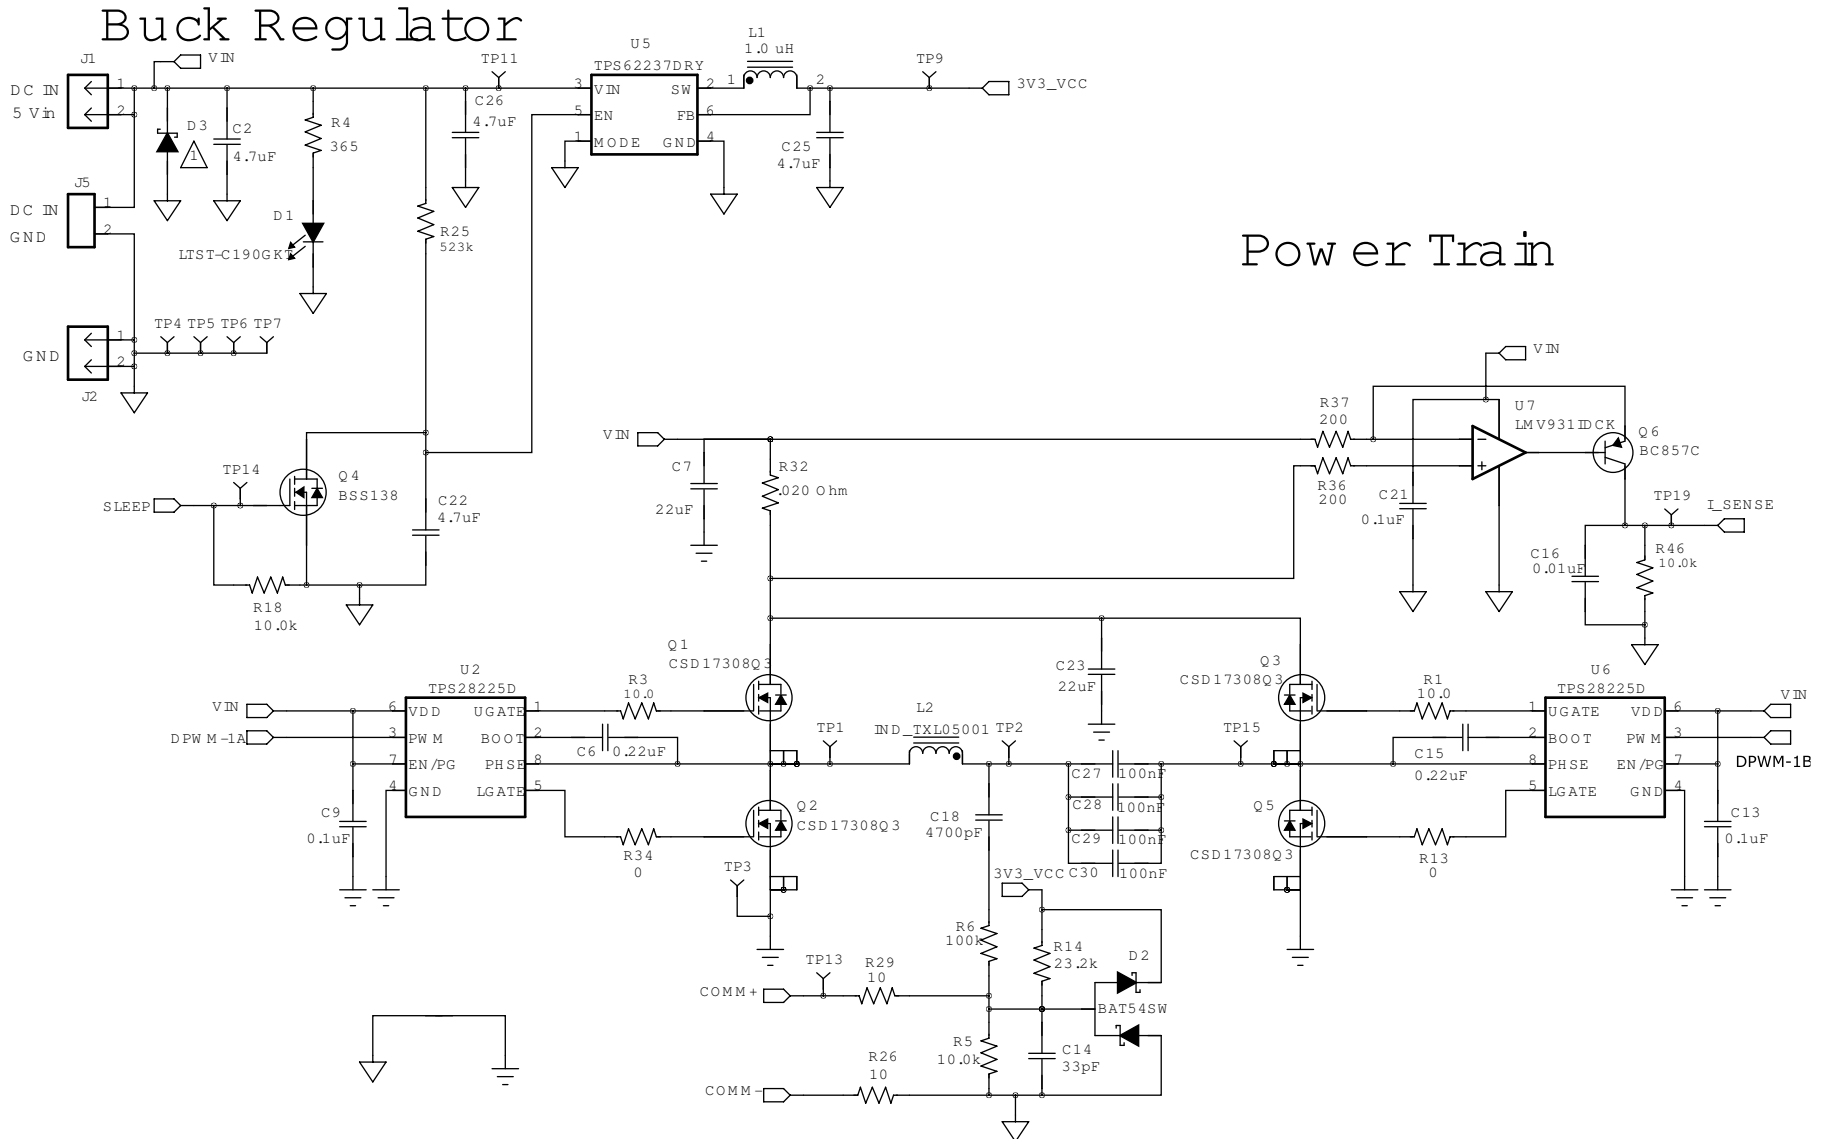 Buck Regulator
J1
DC IN
5 Vin
1
2
VIN
D3
1
C2
4.7uF
R4
365
D1
LTST-C190GKT
J5
DC IN
GND
1
2
GND
1
2
J2
TP4 TP5 TP6 TP7
TP11
C26
4.7uF
R25
523k
U5
TPS62237DRY
3 VIN
5 EN
1 MODE
SW 2
FB 6
GND 4
L1
1.0 uH
1 2
TP9
3V3_VCC
C25
4.7uF
SLEEP
TP14
Q4
BSS138
C22
4.7uF
R18
10.0k
Power Train
VIN
C7
22uF
R32
.020 Ohm
R37
200
R36
200
VIN
U7
LMV931IDCK
C21
0.1uF
Q6
BC857C
TP19
I_SENSE
C16
0.01uF
R46
10.0k
U2
TPS28225D
VIN
DPWM-1A
6 VDD
3 PWM
7 EN/PG
4 GND
UGATE 1
BOOT 2
PHSE 8
LGATE 5
C9
0.1uF
R3
10.0
C6 0.22uF
R34
0
Q1
CSD17308Q3
Q2
CSD17308Q3
TP3
TP1
L2
IND_TXL05001
TP2
C23
22uF
C27 100nF
C28 100nF
C29 100nF
C30 100nF
C18
4700pF
TP15
Q3
CSD17308Q3
Q5
CSD17308Q3
R1
10.0
C15
0.22uF
R13
0
U6
TPS28225D
1 UGATE
2 BOOT
8 PHSE
5 LGATE
VDD 6
PWM 3
EN/PG 7
GND 4
VIN
DPWM-1B
C13
0.1uF
3V3_VCC
R6
100k
R14
23.2k
D2
BAT54SW
TP13
COMM+
R29
10
R5
10.0k
C14
33pF
R26
10
COMM-